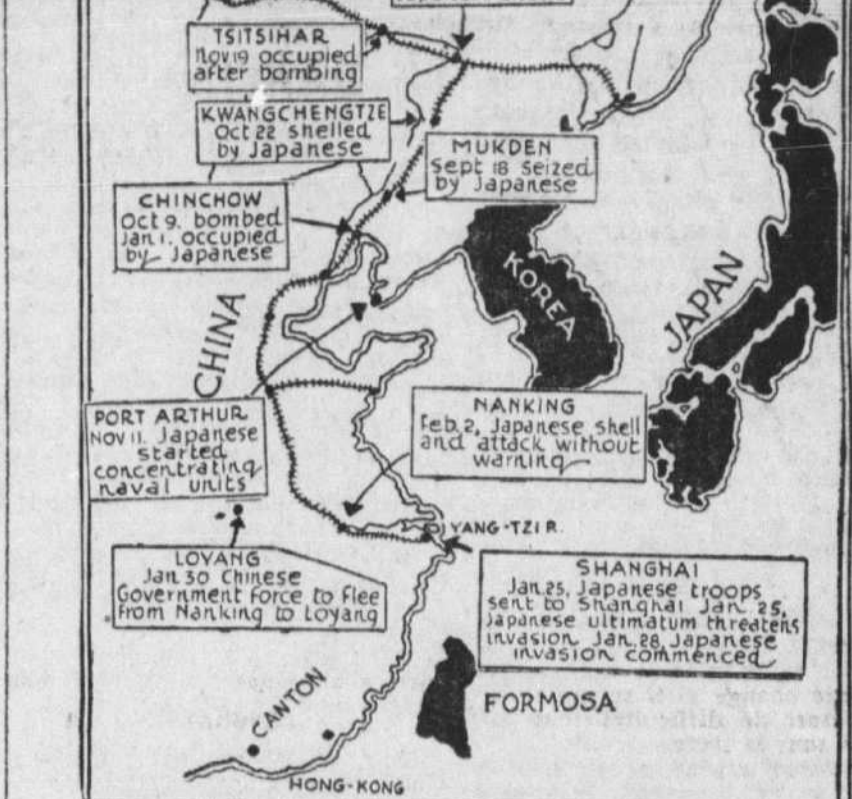 TSITSIHAR
Nov 19 occupied
after bombing
KWANGCHENGTZE
Oct 22 shelled
by Japanese
MUKDEN
Sept 18 seized
by Japanese
CHINCHOW
Oct 9. bombed
Jan 1. occupied
by Japanese
KOREA
JAPAN
CHINA
PORT ARTHUR
NOV 11. Japanese
started
concentrating
naval units
NANKING
Feb 2, Japanese shell
and attack without
warning
YANG-TZI R.
LOYANG
Jan 30 Chinese
Government force to flee
from Nanking to Loyang
SHANGHAI
Jan 25, Japanese troops
sent to Shanghai Jan 25,
Japanese ultimatum threatens
invasion Jan 28, Japanese
invasion commenced
FORMOSA
CANTON
HONG-KONG